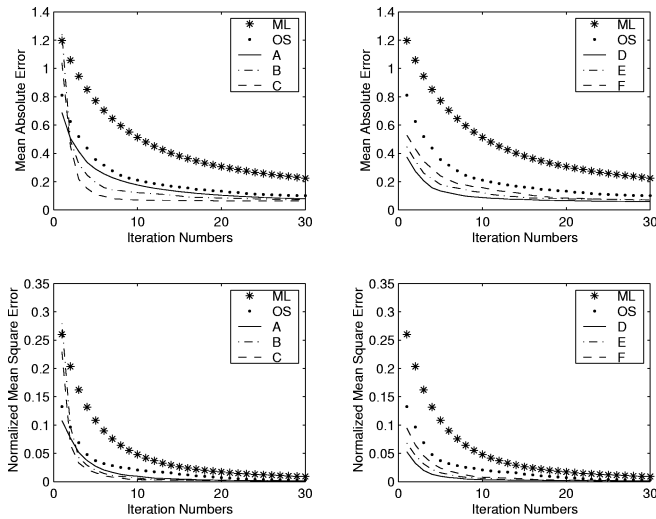 1.4
1.2
1
0.8
0.6
0.4
0.2
0
0
10
20
30
Mean Absolute Error
Iteration Numbers
ML
OS
A
B
C
1.4
1.2
1
0.8
0.6
0.4
0.2
0
0
10
20
30
Mean Absolute Error
Iteration Numbers
ML
OS
D
E
F
0.35
0.3
0.25
0.2
0.15
0.1
0.05
0
0
10
20
30
Normalized Mean Square Error
Iteration Numbers
ML
OS
A
B
C
0.35
0.3
0.25
0.2
0.15
0.1
0.05
0
0
10
20
30
Normalized Mean Square Error
Iteration Numbers
ML
OS
D
E
F